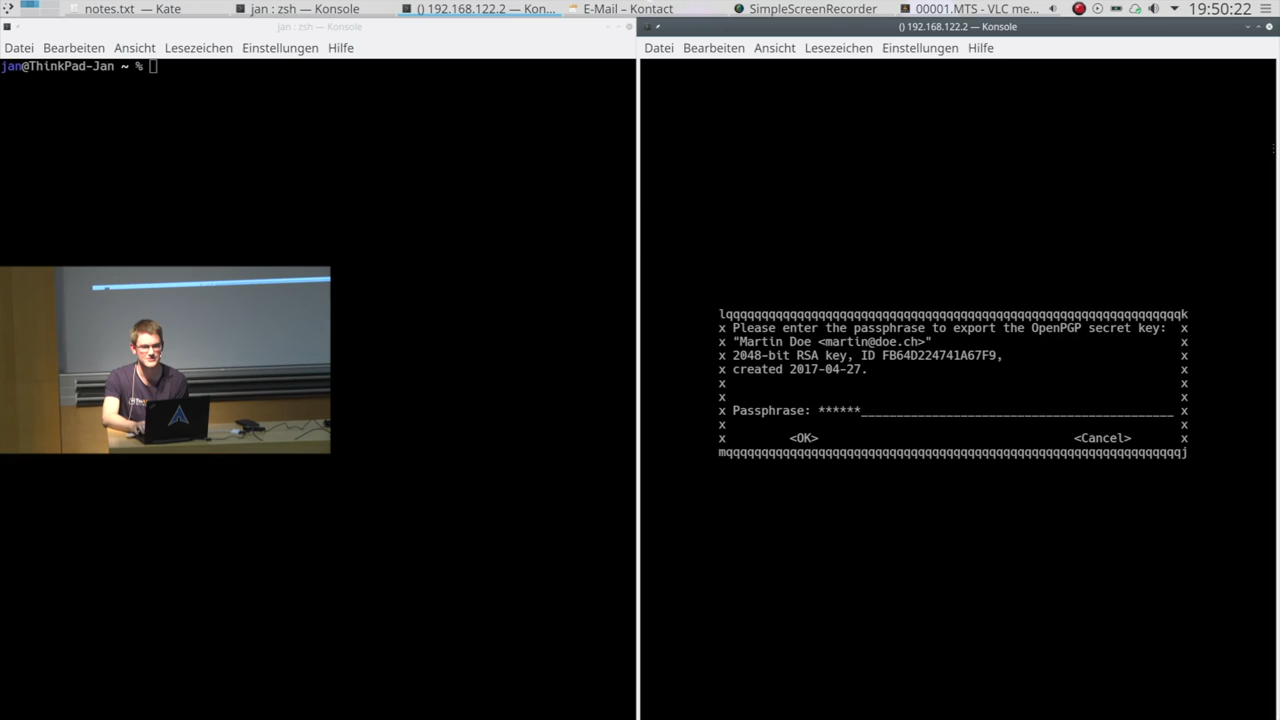 notes.txt — Kate
jan : zsh — Konsole
() 192.168.122.2 — Kon...
E-Mail – Kontact
SimpleScreenRecorder
00001.MTS - VLC me...
19:50:22
jan : zsh — Konsole
() 192.168.122.2 — Konsole
Datei Bearbeiten Ansicht Lesezeichen Einstellungen Hilfe
Datei Bearbeiten Ansicht Lesezeichen Einstellungen Hilfe
jan@ThinkPad-Jan ~ %
lqqqqqqqqqqqqqqqqqqqqqqqqqqqqqqqqqqqqqqqqqqqqqqqqqqqqqqqqqqqqqqqqk
x Please enter the passphrase to export the OpenPGP secret key: x
x "Martin Doe <martin@doe.ch>" x
x 2048-bit RSA key, ID FB64D224741A67F9, x
x created 2017-04-27. x
x x
x x
x Passphrase: ******____________________________________________ x
x x
x <OK> <Cancel> x
mqqqqqqqqqqqqqqqqqqqqqqqqqqqqqqqqqqqqqqqqqqqqqqqqqqqqqqqqqqqqqqqqj